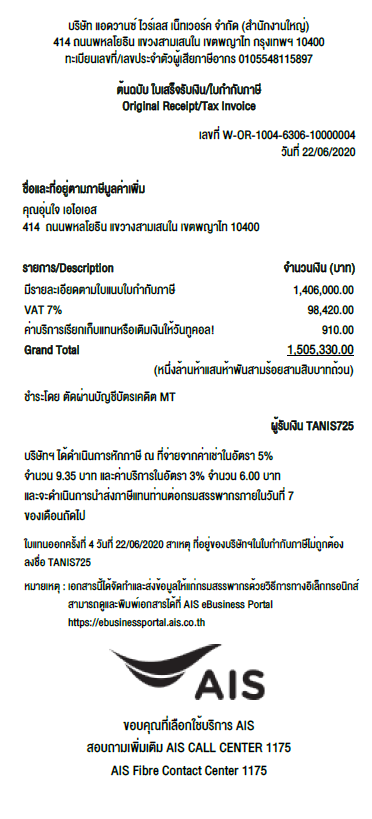 บริษัท แอดวานซ์ ไวร์เลส เน็ทเวอร์ค จำกัด (สำนักงานใหญ่)
414 ถนนพหลโยธิน แขวงสามเสนใน เขตพญาไท กรุงเทพฯ 10400
ทะเบียนเลขที่/เลขประจำตัวผู้เสียภาษีอากร 0105548115897
ต้นฉบับ ใบเสร็จรับเงิน/ใบกำกับภาษี
Original Receipt/Tax Invoice
เลขที่ W-OR-1004-6306-10000004
วันที่ 22/06/2020
ชื่อและที่อยู่ตามภาษีมูลค่าเพิ่ม
คุณอุ่นใจ เอไอเอส
414 ถนนพหลโยธิน แขวางสามเสนใน เขตพญาไท 10400
รายการ/Description จำนวนเงิน (บาท)
มีรายละเอียดตามใบแนบใบกำกับภาษี 1,406,000.00
VAT 7% 98,420.00
ค่าบริการเรียกเก็บแทนหรือเติมเงินให้วันทูคอล! 910.00
Grand Total 1,505,330.00
(หนึ่งล้านห้าแสนห้าพันสามร้อยสามสิบบาทถ้วน)
ชำระโดย ตัดผ่านบัญชีบัตรเครดิต MT
ผู้รับเงิน TANIS725
บริษัทฯ ได้ดำเนินการหักภาษี ณ ที่จ่ายจากค่าเช่าในอัตรา 5%
จำนวน 9.35 บาท และค่าบริการในอัตรา 3% จำนวน 6.00 บาท
และจะดำเนินการนำส่งภาษีแทนท่านต่อกรมสรรพากรภายในวันที่ 7
ของเดือนถัดไป
ใบแทนออกครั้งที่ 4 วันที่ 22/06/2020 สาเหตุ ที่อยู่ของบริษัทฯในใบกำกับภาษีไม่ถูกต้อง
ลงชื่อ TANIS725
หมายเหตุ : เอกสารนี้ได้จัดทำและส่งข้อมูลให้แก่กรมสรรพากรด้วยวิธีการทางอิเล็กทรอนิกส์
สามารถดูและพิมพ์เอกสารได้ที่ AIS eBusiness Portal
https://ebusinessportal.ais.co.th
AIS
ขอบคุณที่เลือกใช้บริการ AIS
สอบถามเพิ่มเติม AIS CALL CENTER 1175
AIS Fibre Contact Center 1175